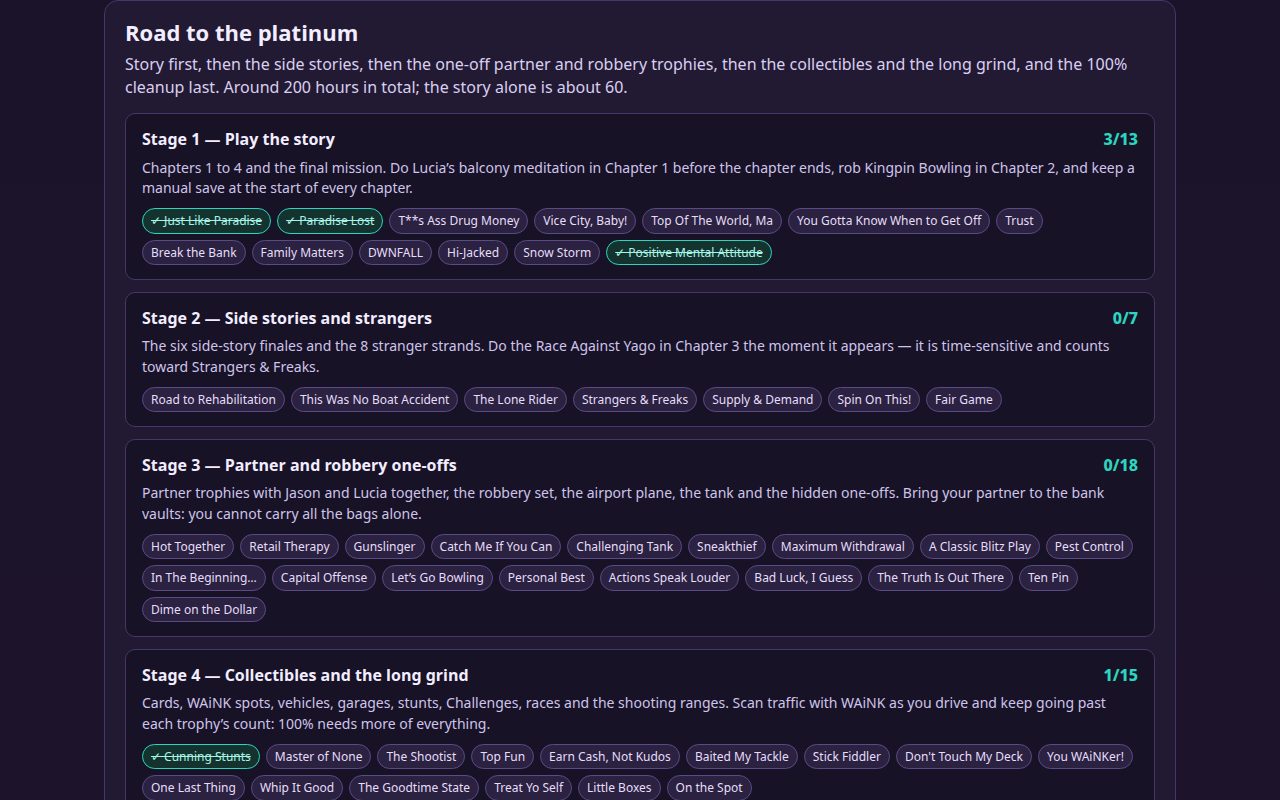 Road to the platinum
Story first, then the side stories, then the one-off partner and robbery trophies, then the collectibles and the long grind, and the 100%
cleanup last. Around 200 hours in total; the story alone is about 60.
Stage 1 — Play the story 3/13
Chapters 1 to 4 and the final mission. Do Lucia’s balcony meditation in Chapter 1 before the chapter ends, rob Kingpin Bowling in Chapter 2, and keep a
manual save at the start of every chapter.
✓ Just Like Paradise ✓ Paradise Lost T**s Ass Drug Money Vice City, Baby! Top Of The World, Ma You Gotta Know When to Get Off Trust
Break the Bank Family Matters DWNFALL Hi-Jacked Snow Storm ✓ Positive Mental Attitude
Stage 2 — Side stories and strangers 0/7
The six side-story finales and the 8 stranger strands. Do the Race Against Yago in Chapter 3 the moment it appears — it is time-sensitive and counts
toward Strangers & Freaks.
Road to Rehabilitation This Was No Boat Accident The Lone Rider Strangers & Freaks Supply & Demand Spin On This! Fair Game
Stage 3 — Partner and robbery one-offs 0/18
Partner trophies with Jason and Lucia together, the robbery set, the airport plane, the tank and the hidden one-offs. Bring your partner to the bank
vaults: you cannot carry all the bags alone.
Hot Together Retail Therapy Gunslinger Catch Me If You Can Challenging Tank Sneakthief Maximum Withdrawal A Classic Blitz Play Pest Control
In The Beginning... Capital Offense Let’s Go Bowling Personal Best Actions Speak Louder Bad Luck, I Guess The Truth Is Out There Ten Pin
Dime on the Dollar
Stage 4 — Collectibles and the long grind 1/15
Cards, WAiNK spots, vehicles, garages, stunts, Challenges, races and the shooting ranges. Scan traffic with WAiNK as you drive and keep going past
each trophy’s count: 100% needs more of everything.
✓ Cunning Stunts Master of None The Shootist Top Fun Earn Cash, Not Kudos Baited My Tackle Stick Fiddler Don't Touch My Deck You WAiNKer!
One Last Thing Whip It Good The Goodtime State Treat Yo Self Little Boxes On the Spot